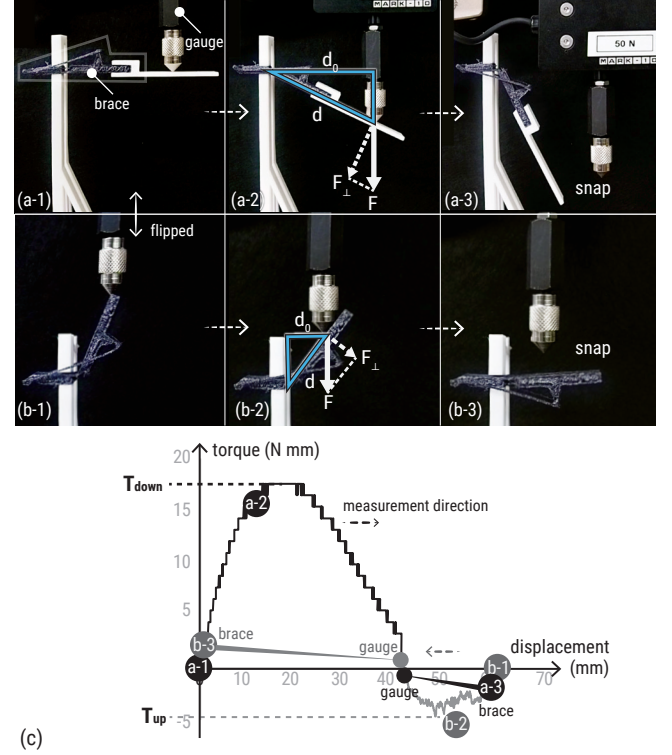 gauge
brace
(a-1)
MARK-10
d0
d
F⊥
F
(a-2)
50 N
MARK-10
snap
(a-3)
flipped
(b-1)
d0
d
F⊥
F
(b-2)
snap
(b-3)
torque (N mm)
20
Tdown
a-2
15
measurement direction
10
5
b-3
brace
gauge
displacement
(mm)
a-1
b-1
10
20
30
40
50
70
gauge
a-3
brace
Tup
-5
b-2
(c)